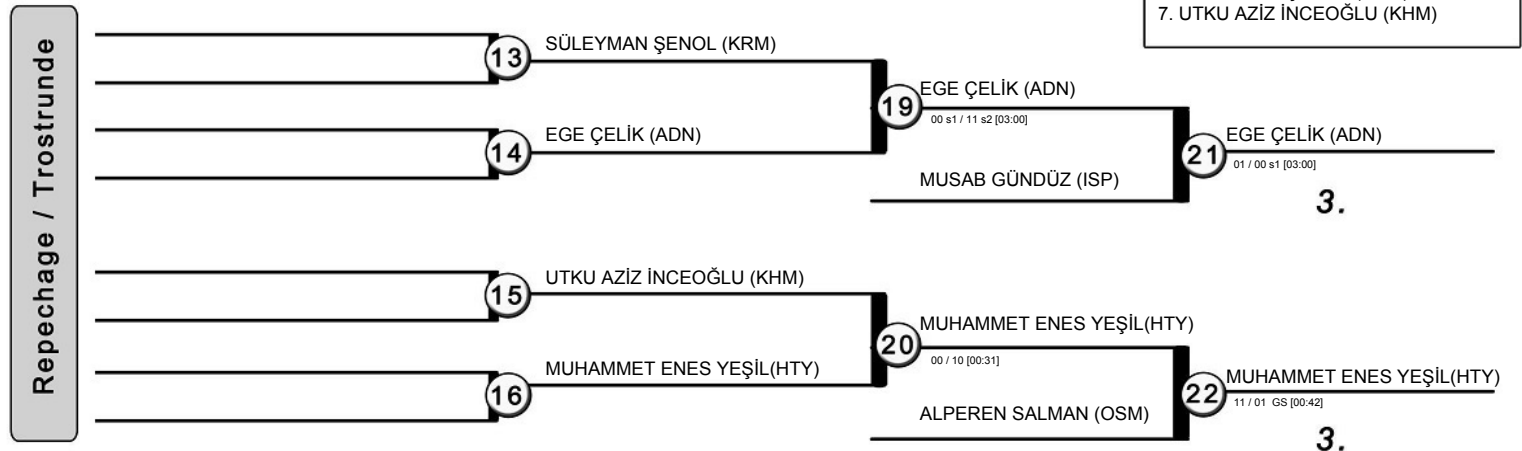 7. UTKU AZİZ İNCEOĞLU (KHM)
Repechage / Trostrunde
13
SÜLEYMAN ŞENOL (KRM)
14
EGE ÇELİK (ADN)
19
EGE ÇELİK (ADN)
00 s1 / 11 s2 [03:00]
MUSAB GÜNDÜZ (ISP)
21
EGE ÇELİK (ADN)
01 / 00 s1 [03:00]
3.
15
UTKU AZİZ İNCEOĞLU (KHM)
16
MUHAMMET ENES YEŞİL(HTY)
20
MUHAMMET ENES YEŞİL(HTY)
00 / 10 [00:31]
ALPEREN SALMAN (OSM)
22
MUHAMMET ENES YEŞİL(HTY)
11 / 01 GS [00:42]
3.